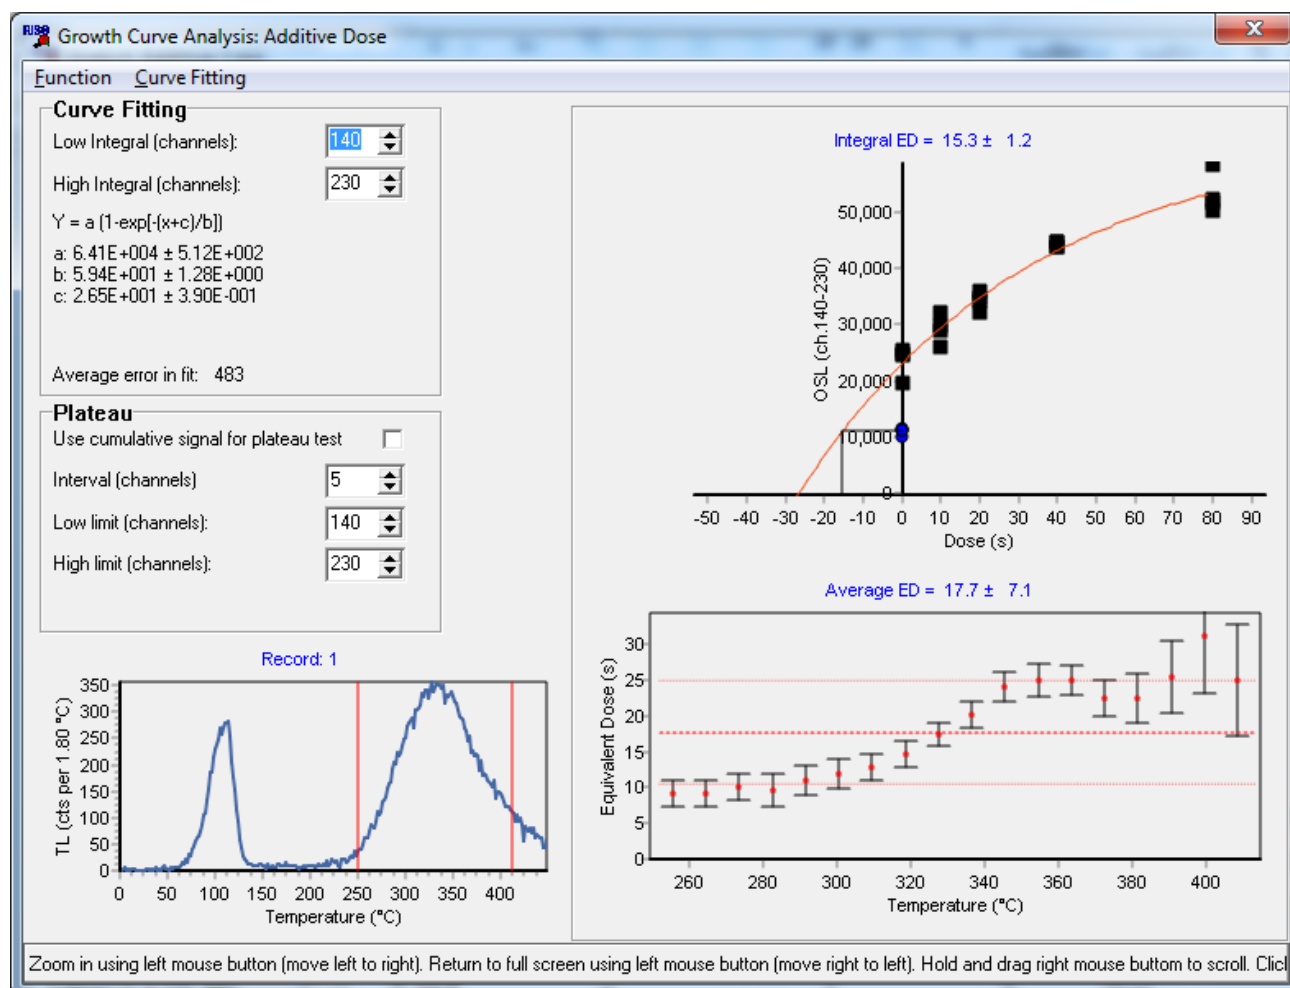 RISØ Growth Curve Analysis: Additive Dose
Function Curve Fitting
Curve Fitting
Low Integral (channels): 140
High Integral (channels): 230
Y = a (1-exp[-(x+c)/b])
a: 6.41E+004 ± 5.12E+002
b: 5.94E+001 ± 1.28E+000
c: 2.65E+001 ± 3.90E-001
Average error in fit: 483
Plateau
Use cumulative signal for plateau test
Interval (channels) 5
Low limit (channels): 140
High limit (channels): 230
Record: 1
350
300
250
200
150
100
50
0
TL (cts per 1.80 °C)
0 50 100 150 200 250 300 350 400
Temperature (°C)
Integral ED = 15.3 ± 1.2
50,000
40,000
30,000
20,000
10,000
0
OSL (ch.140-230)
-50 -40 -30 -20 -10 0 10 20 30 40 50 60 70 80 90
Dose (s)
Average ED = 17.7 ± 7.1
30
25
20
15
10
5
0
Equivalent Dose (s)
260 280 300 320 340 360 380 400
Temperature (°C)
Zoom in using left mouse button (move left to right). Return to full screen using left mouse button (move right to left). Hold and drag right mouse buttom to scroll. Clicl